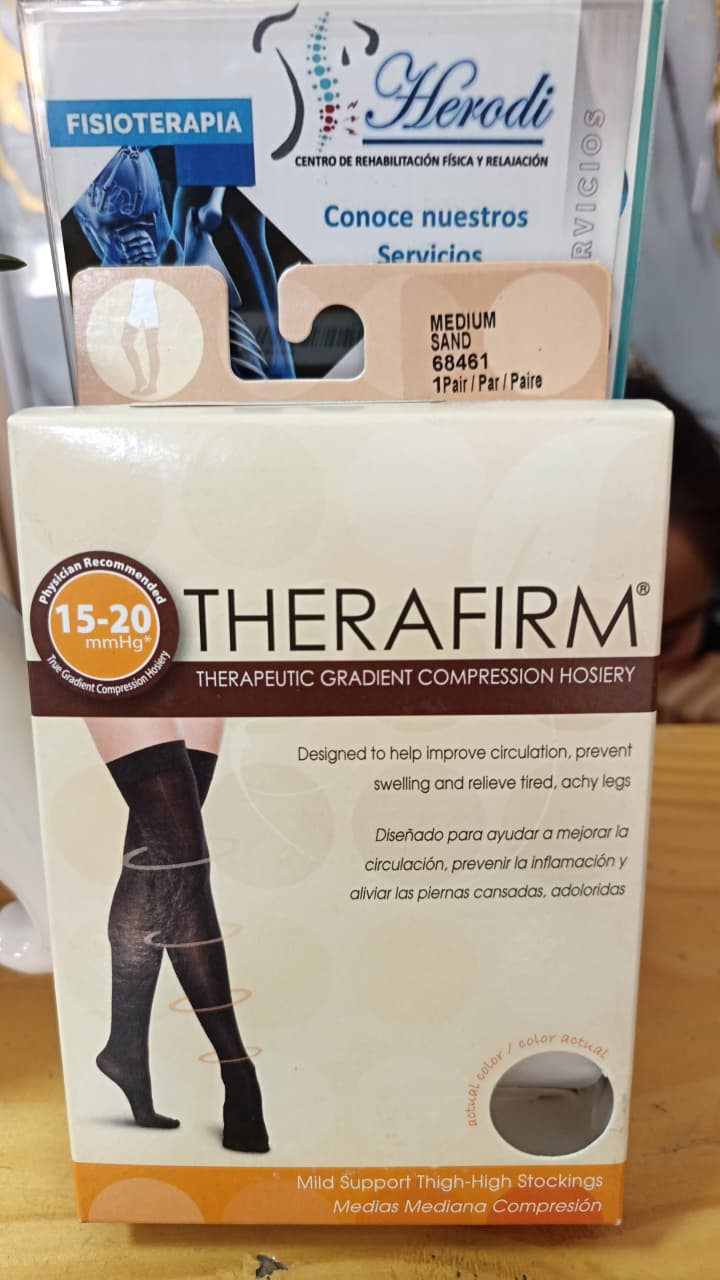 FISIOTERAPIA
Herodi
CENTRO DE REHABILITACIÓN FÍSICA Y RELAJACIÓN
Conoce nuestros
Servicios
RVICIOS
MEDIUM
SAND
68461
1Pair / Par / Paire
Physician Recommended
15-20
mmHg*
True Gradient Compression Hosiery
THERAFIRM®
THERAPEUTIC GRADIENT COMPRESSION HOSIERY
Designed to help improve circulation, prevent
swelling and relieve tired, achy legs
Diseñado para ayudar a mejorar la
circulación, prevenir la inflamación y
aliviar las piernas cansadas, adoloridas
actual color / color actual
Mild Support Thigh-High Stockings
Medias Mediana Compresión